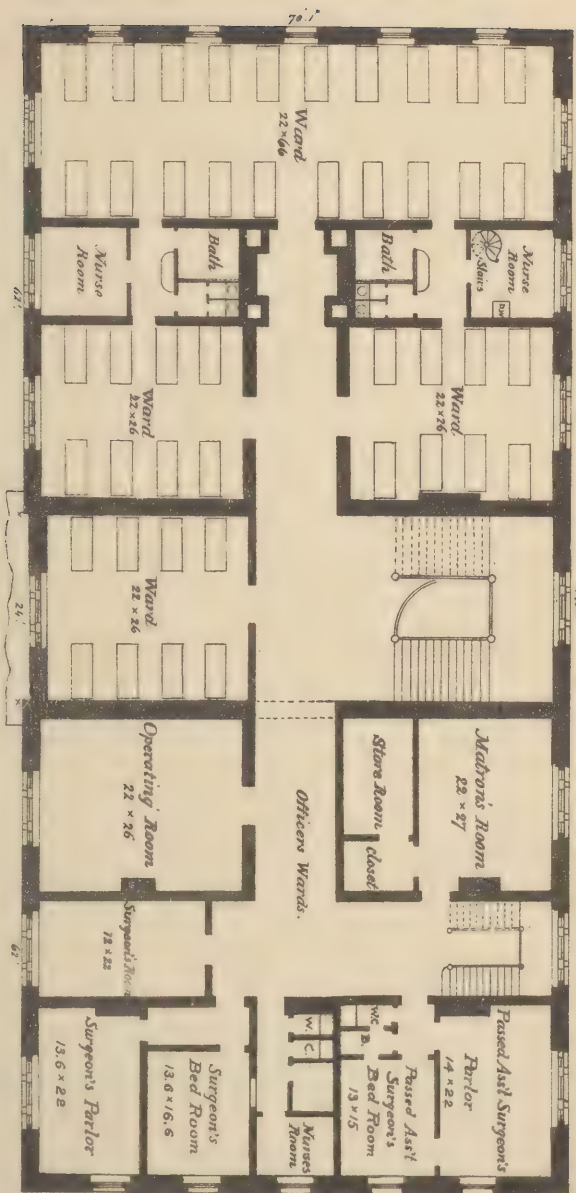 70'.1"
Ward
22 × 66
Nurse
Room
Bath
Bath
Stairs
Nurse
Room
D.W
62'.
Ward
22 × 26
Ward
22 × 26
Ward
22 × 26
24'.
Operating Room
22 × 26
Officers Wards.
Store Room
Closet
Matron's Room
22 × 27
62'
Surgeon's Room
12 × 22
Surgeon's Parlor
13.6 × 28
Surgeon's
Bed Room
13.6 × 16.6
W.
C.
Nurses
Room
W.C
B.
Passed Ass't
Surgeon's
Bed Room
13 × 15
Passed Ass't Surgeon's
Parlor
14 × 22